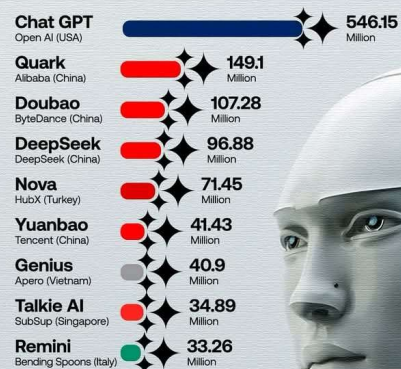 Chat GPT
Open AI (USA)
546.15
Million
Quark
Alibaba (China)
149.1
Million
Doubao
ByteDance (China)
107.28
Million
DeepSeek
DeepSeek (China)
96.88
Million
Nova
HubX (Turkey)
71.45
Million
Yuanbao
Tencent (China)
41.43
Million
Genius
Apero (Vietnam)
40.9
Million
Talkie AI
SubSup (Singapore)
34.89
Million
Remini
Bending Spoons (Italy)
33.26
Million